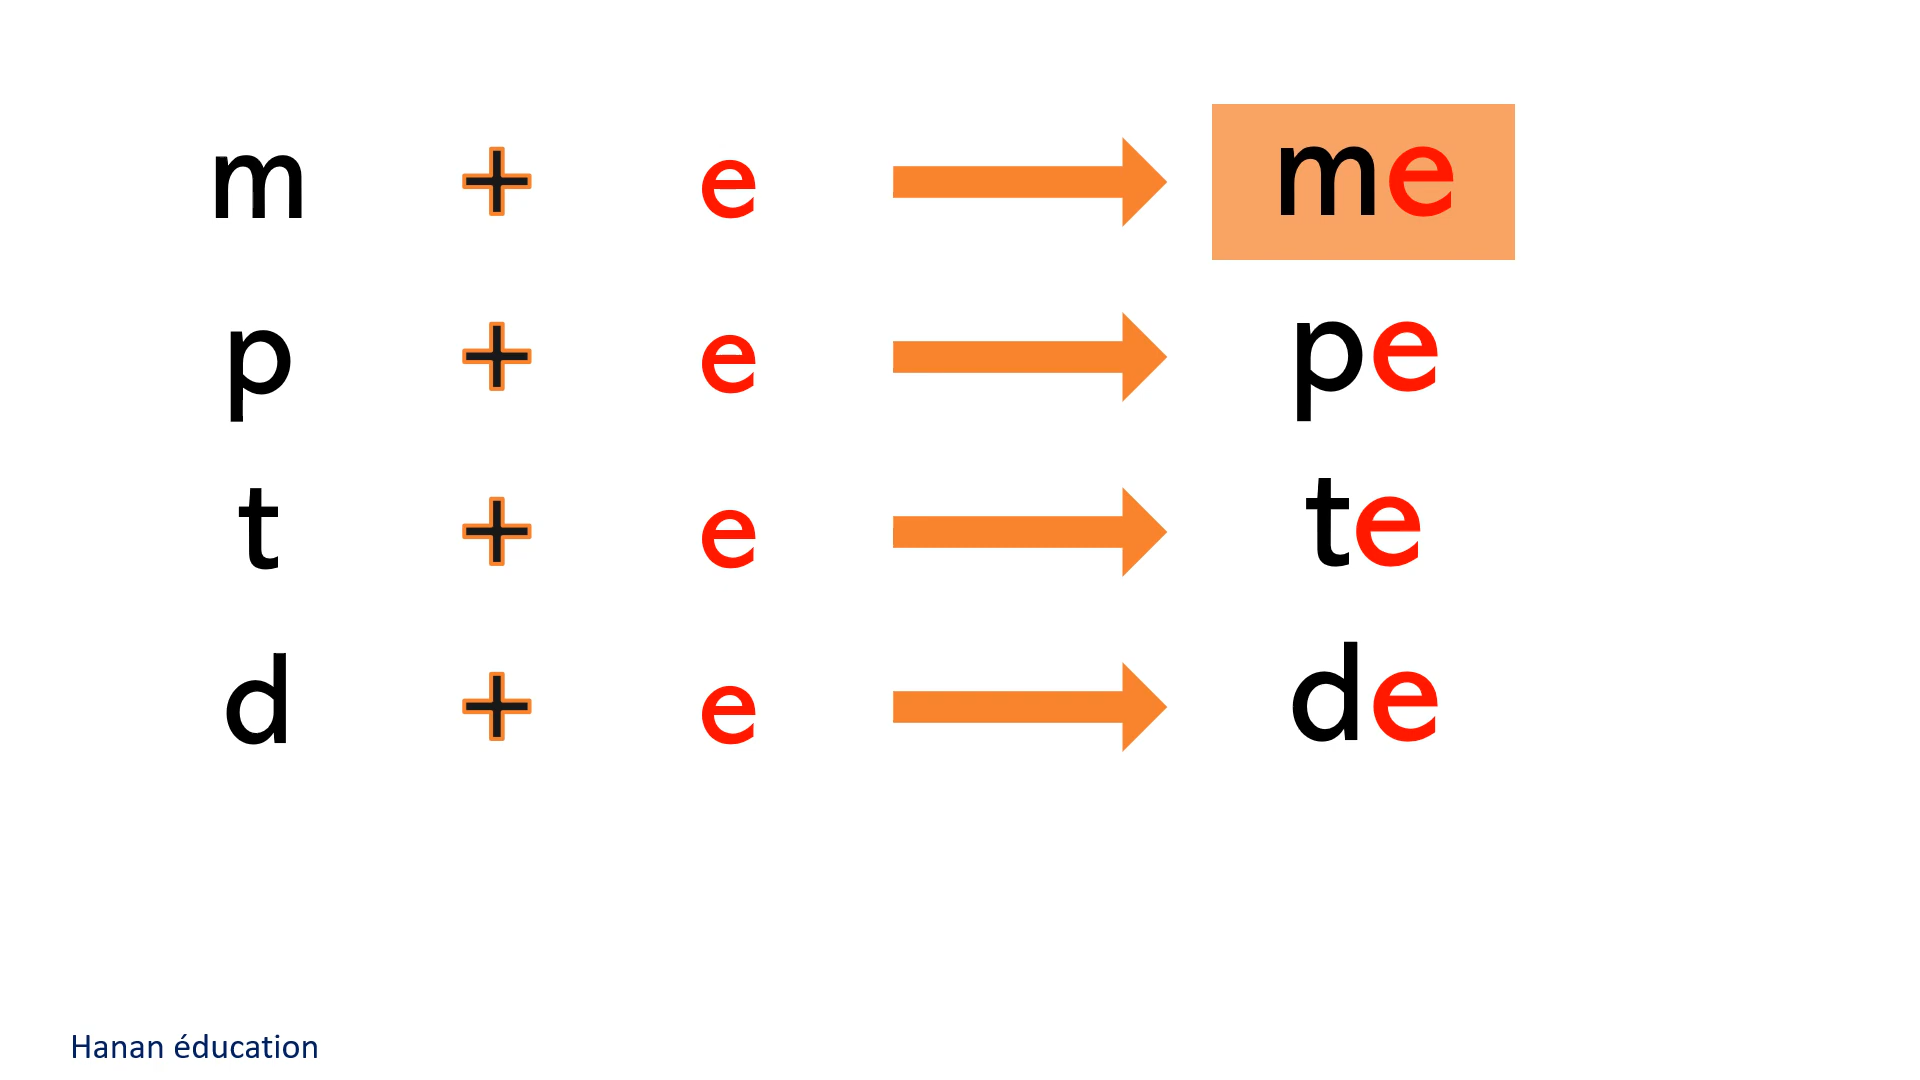 m + e me
p + e pe
t + e te
d + e de
Hanan éducation